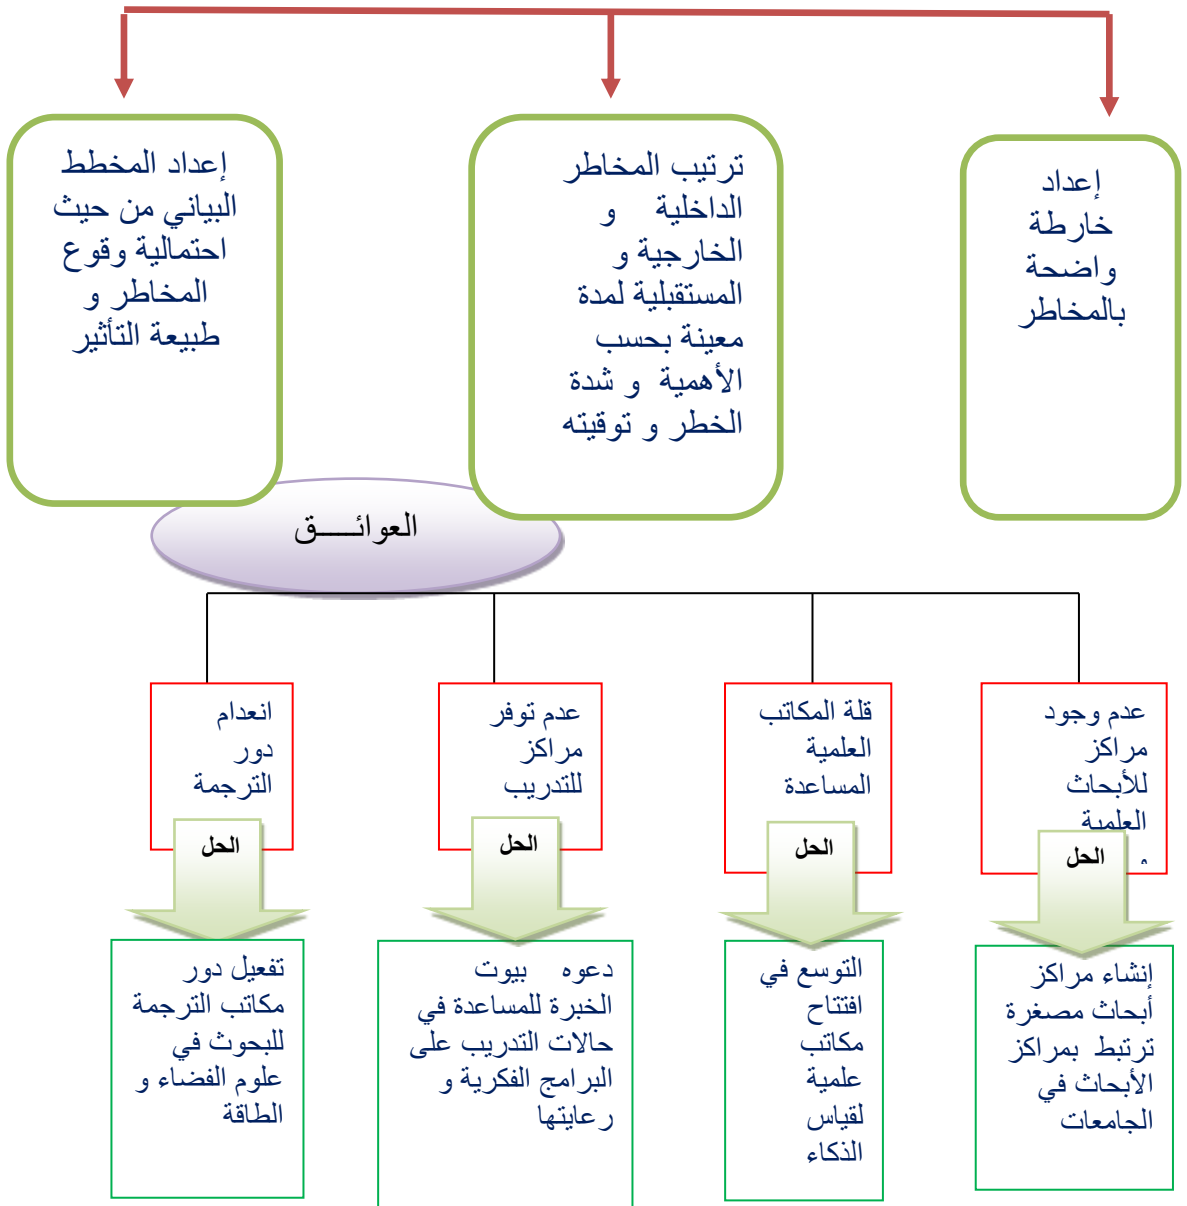 إعداد
خارطة
واضحة
بالمخاطر
ترتيب المخاطر
الداخلية و
الخارجية و
المستقبلية لمدة
معينة بحسب
الأهمية و شدة
الخطر و توقيته
إعداد المخطط
البياني من حيث
احتمالية وقوع
المخاطر و
طبيعة التأثير
العوائـــــق
عدم وجود
مراكز
للأبحاث
العلمية
قلة المكاتب
العلمية
المساعدة
عدم توفر
مراكز
للتدريب
انعدام
دور
الترجمة
الحل
الحل
الحل
الحل
إنشاء مراكز
أبحاث مصغرة
ترتبط بمراكز
الأبحاث في
الجامعات
التوسع في
افتتاح
مكاتب
علمية
لقياس
الذكاء
دعوه بيوت
الخبرة للمساعدة في
حالات التدريب على
البرامج الفكرية و
رعايتها
تفعيل دور
مكاتب الترجمة
للبحوث في
علوم الفضاء و
الطاقة